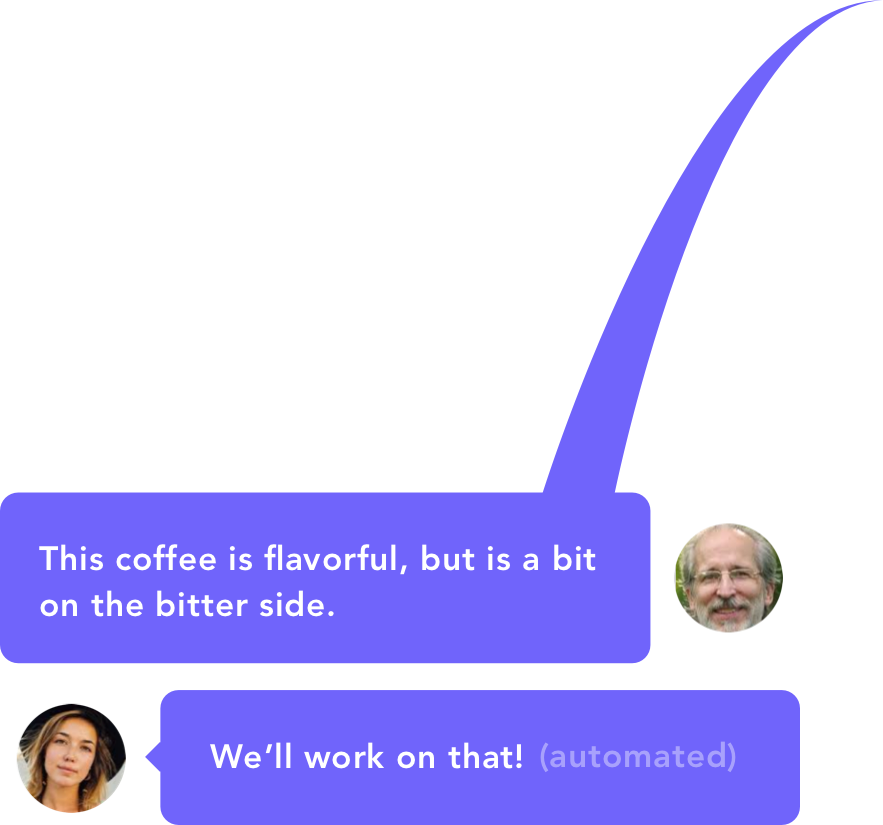 This coffee is flavorful, but is a bit
on the bitter side.
We’ll work on that! (automated)